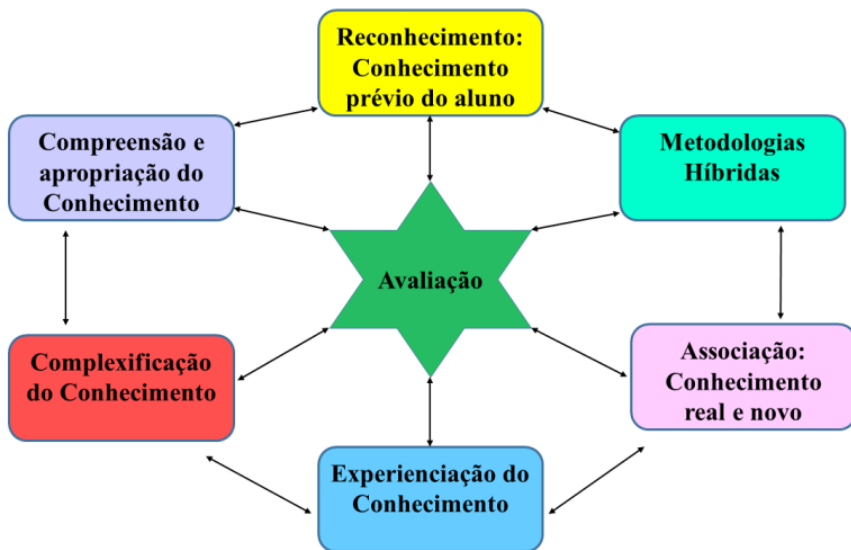 Reconhecimento:
Conhecimento
prévio do aluno
Compreensão e
apropriação do
Conhecimento
Metodologias
Híbridas
Avaliação
Complexificação
do Conhecimento
Associação:
Conhecimento
real e novo
Experienciação do
Conhecimento